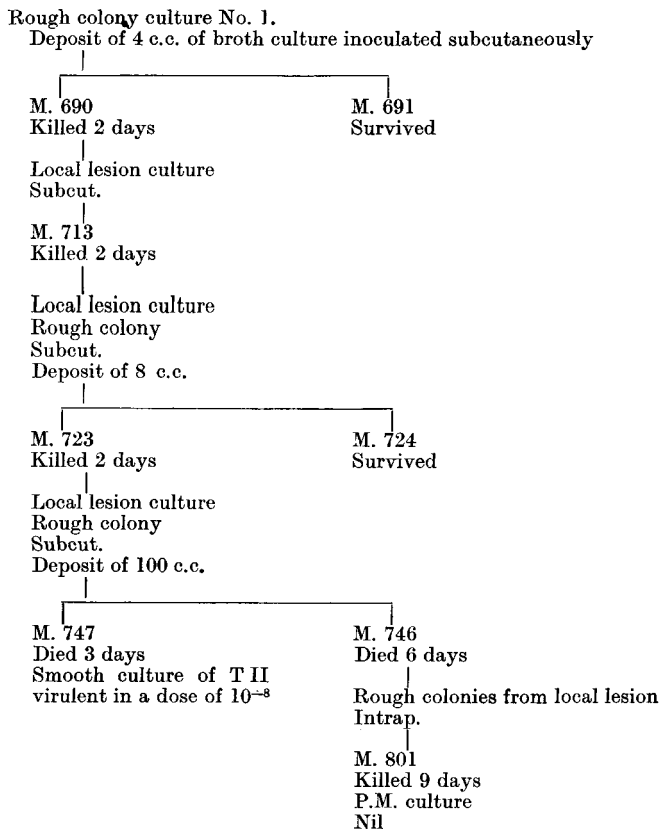 Rough colony culture No. 1.
Deposit of 4 c.c. of broth culture inoculated subcutaneously
M. 690
Killed 2 days
M. 691
Survived
Local lesion culture
Subcut.
M. 713
Killed 2 days
Local lesion culture
Rough colony
Subcut.
Deposit of 8 c.c.
M. 723
Killed 2 days
M. 724
Survived
Local lesion culture
Rough colony
Subcut.
Deposit of 100 c.c.
M. 747
Died 3 days
Smooth culture of T II
virulent in a dose of 10⁻⁸
M. 746
Died 6 days
Rough colonies from local lesion
Intrap.
M. 801
Killed 9 days
P.M. culture
Nil